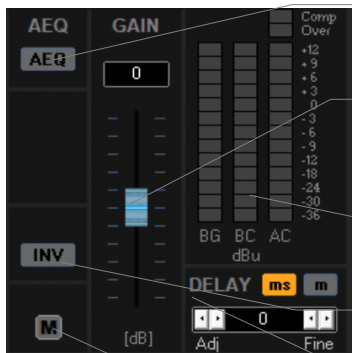 AEQ
AEQ
INV
M
GAIN
0
[dB]
Comp
Over
+12
+9
+6
+3
0
-3
-6
-9
-12
-18
-24
-30
-36
BG BC AC
dBu
DELAY ms m
0
Adj Fine